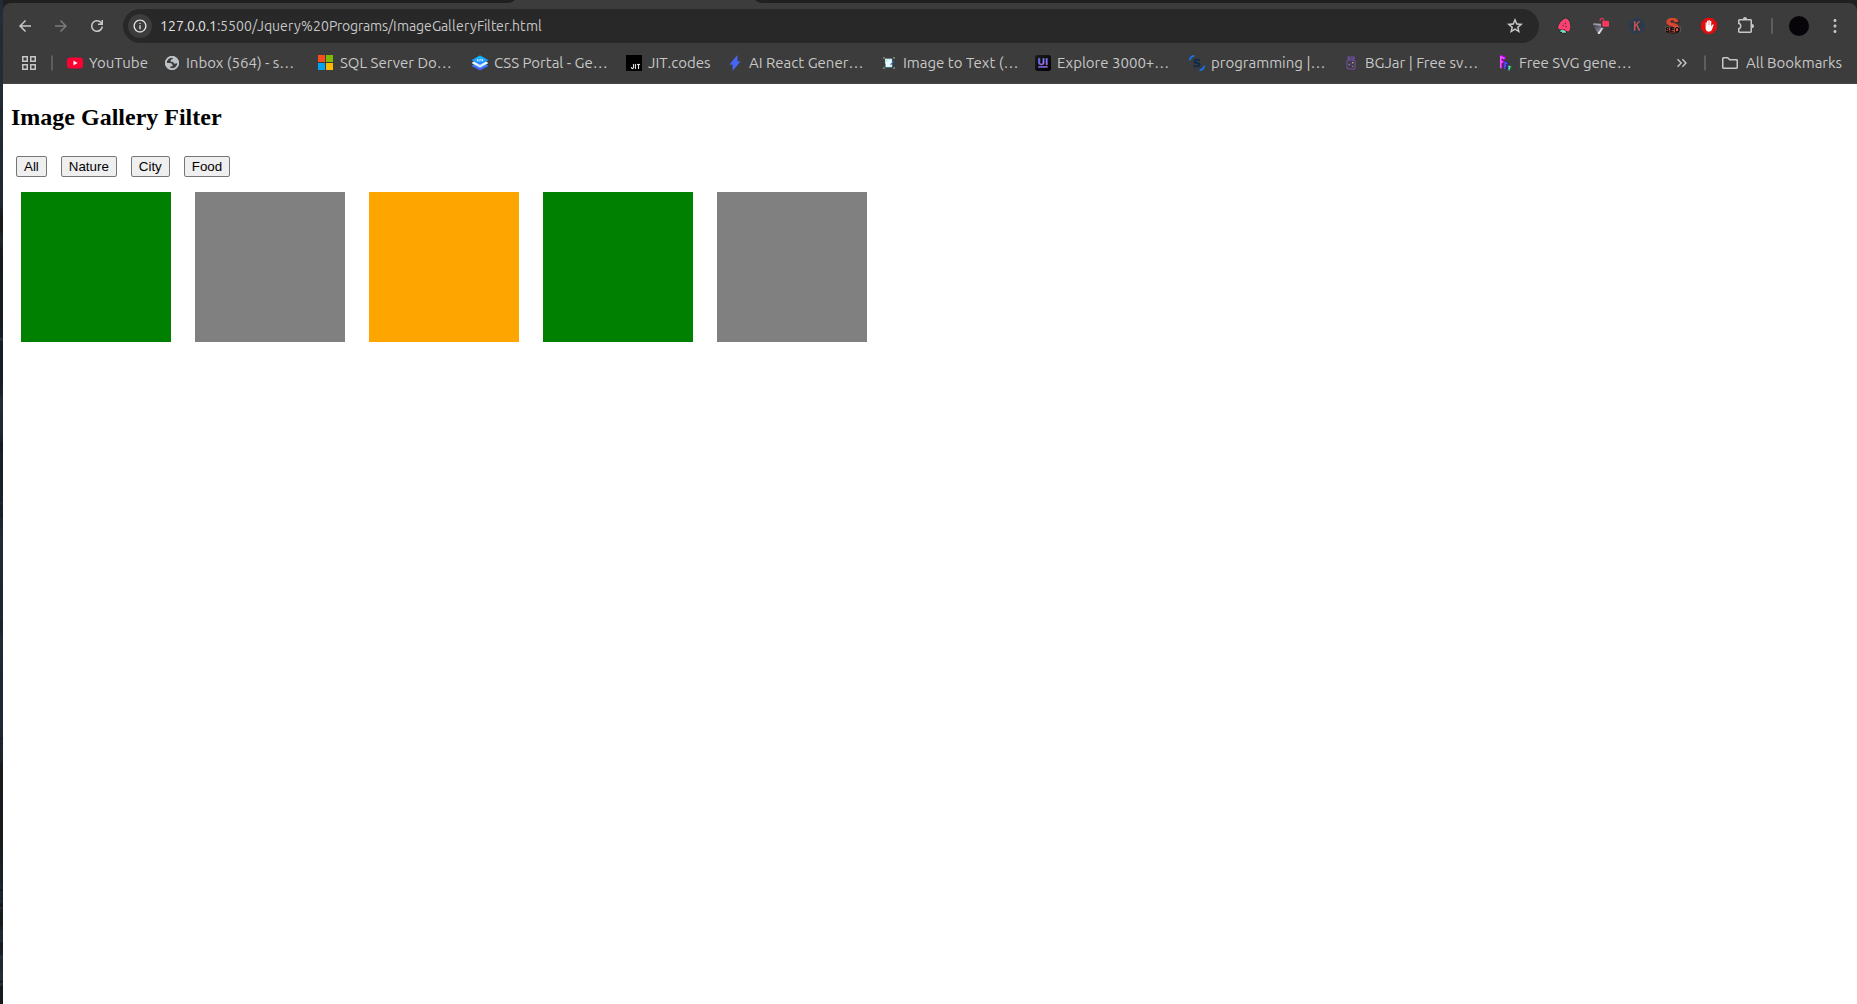 127.0.0.1:5500/Jquery%20Programs/ImageGalleryFilter.html
YouTube Inbox (564) - s... SQL Server Do... CSS Portal - Ge... JIT JIT.codes AI React Gener... Image to Text (... UI Explore 3000+... S programming |... BGJar | Free sv... Free SVG gene... » All Bookmarks
Image Gallery Filter
All Nature City Food